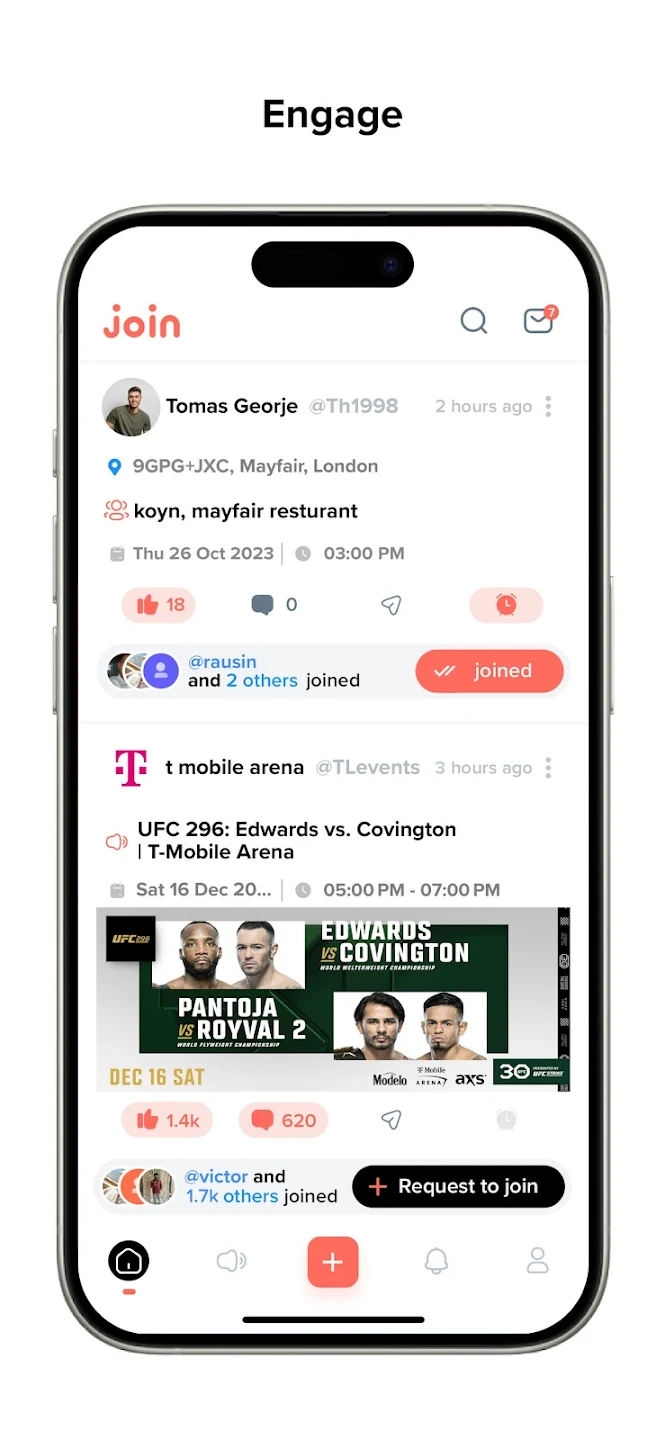 Engage
join
7
Tomas Georje @Th1998 2 hours ago
9GPG+JXC, Mayfair, London
koyn, mayfair resturant
Thu 26 Oct 2023 03:00 PM
18 0
@rausin
and 2 others joined
joined
T t mobile arena @TLevents 3 hours ago
UFC 296: Edwards vs. Covington
| T-Mobile Arena
Sat 16 Dec 20... 05:00 PM - 07:00 PM
UFC 296
EDWARDS
VS COVINGTON
WORLD WELTERWEIGHT CHAMPIONSHIP
PANTOJA
VS ROYVAL 2
WORLD FLYWEIGHT CHAMPIONSHIP
DEC 16 SAT
Modelo
T Mobile
ARENA
axs
30
PRESENTED BY
1.4k 620
@victor and
1.7k others joined
Request to join